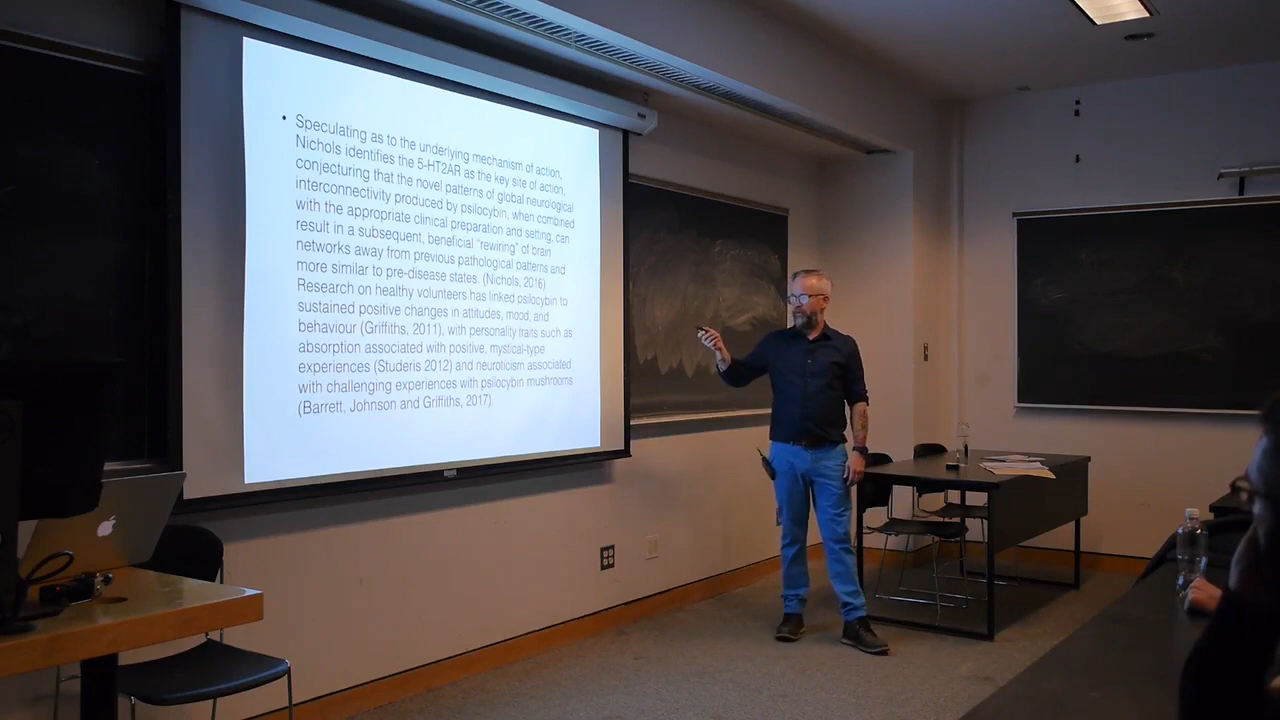 • Speculating as to the underlying mechanism of action,
Nichols identifies the 5-HT2AR as the key site of action,
conjecturing that the novel patterns of global neurological
interconnectivity produced by psilocybin, when combined
with the appropriate clinical preparation and setting, can
result in a subsequent, beneficial "rewiring" of brain
networks away from previous pathological patterns and
more similar to pre-disease states. (Nichols, 2016)
Research on healthy volunteers has linked psilocybin to
sustained positive changes in attitudes, mood, and
behaviour (Griffiths, 2011), with personality traits such as
absorption associated with positive, mystical-type
experiences (Studeris 2012) and neuroticism associated
with challenging experiences with psilocybin mushrooms
(Barrett, Johnson and Griffiths, 2017).